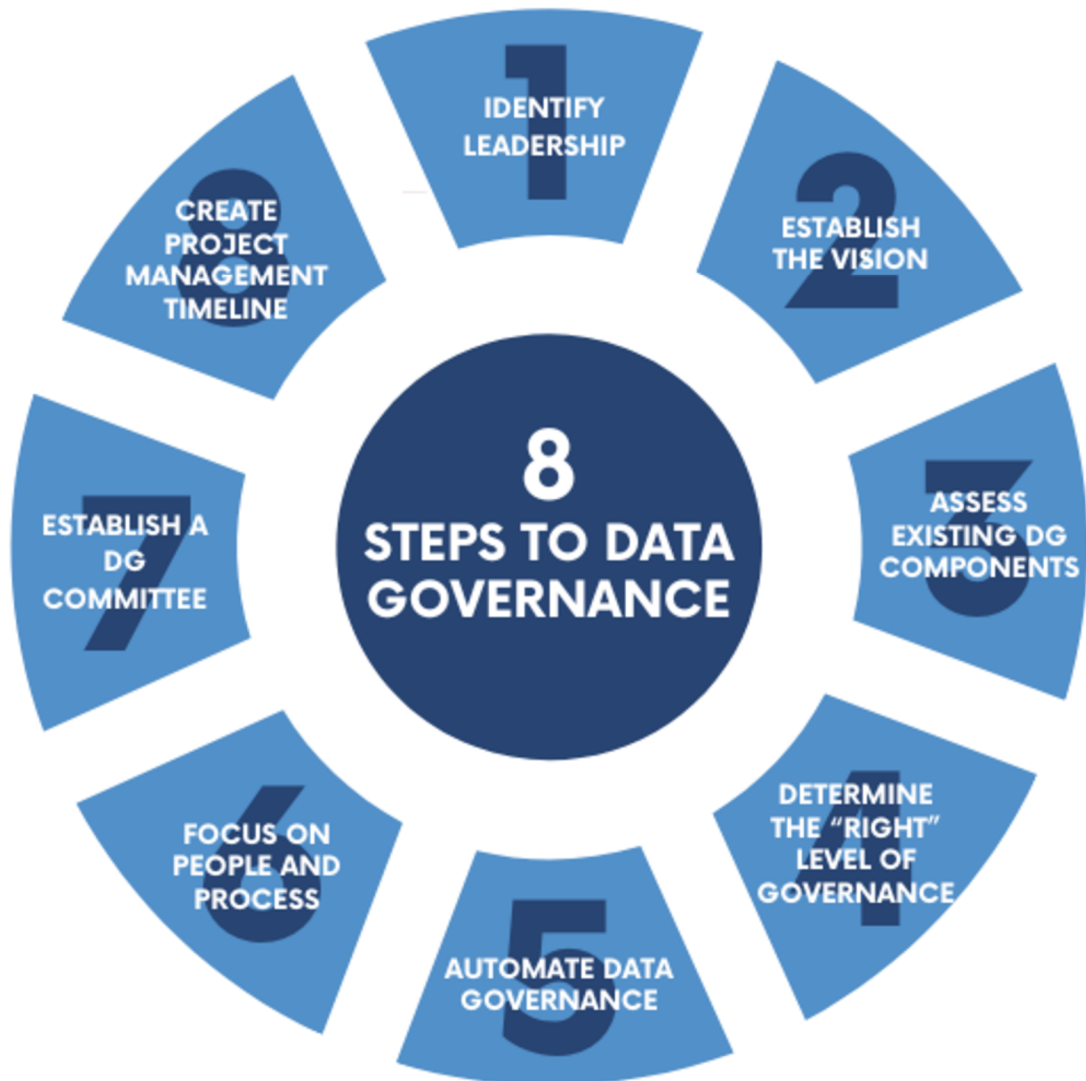 8
STEPS TO DATA
GOVERNANCE
1
IDENTIFY
LEADERSHIP
2
ESTABLISH
THE VISION
3
ASSESS
EXISTING DG
COMPONENTS
4
DETERMINE
THE “RIGHT”
LEVEL OF
GOVERNANCE
5
AUTOMATE DATA
GOVERNANCE
6
FOCUS ON
PEOPLE AND
PROCESS
7
ESTABLISH A
DG
COMMITTEE
8
CREATE
PROJECT
MANAGEMENT
TIMELINE